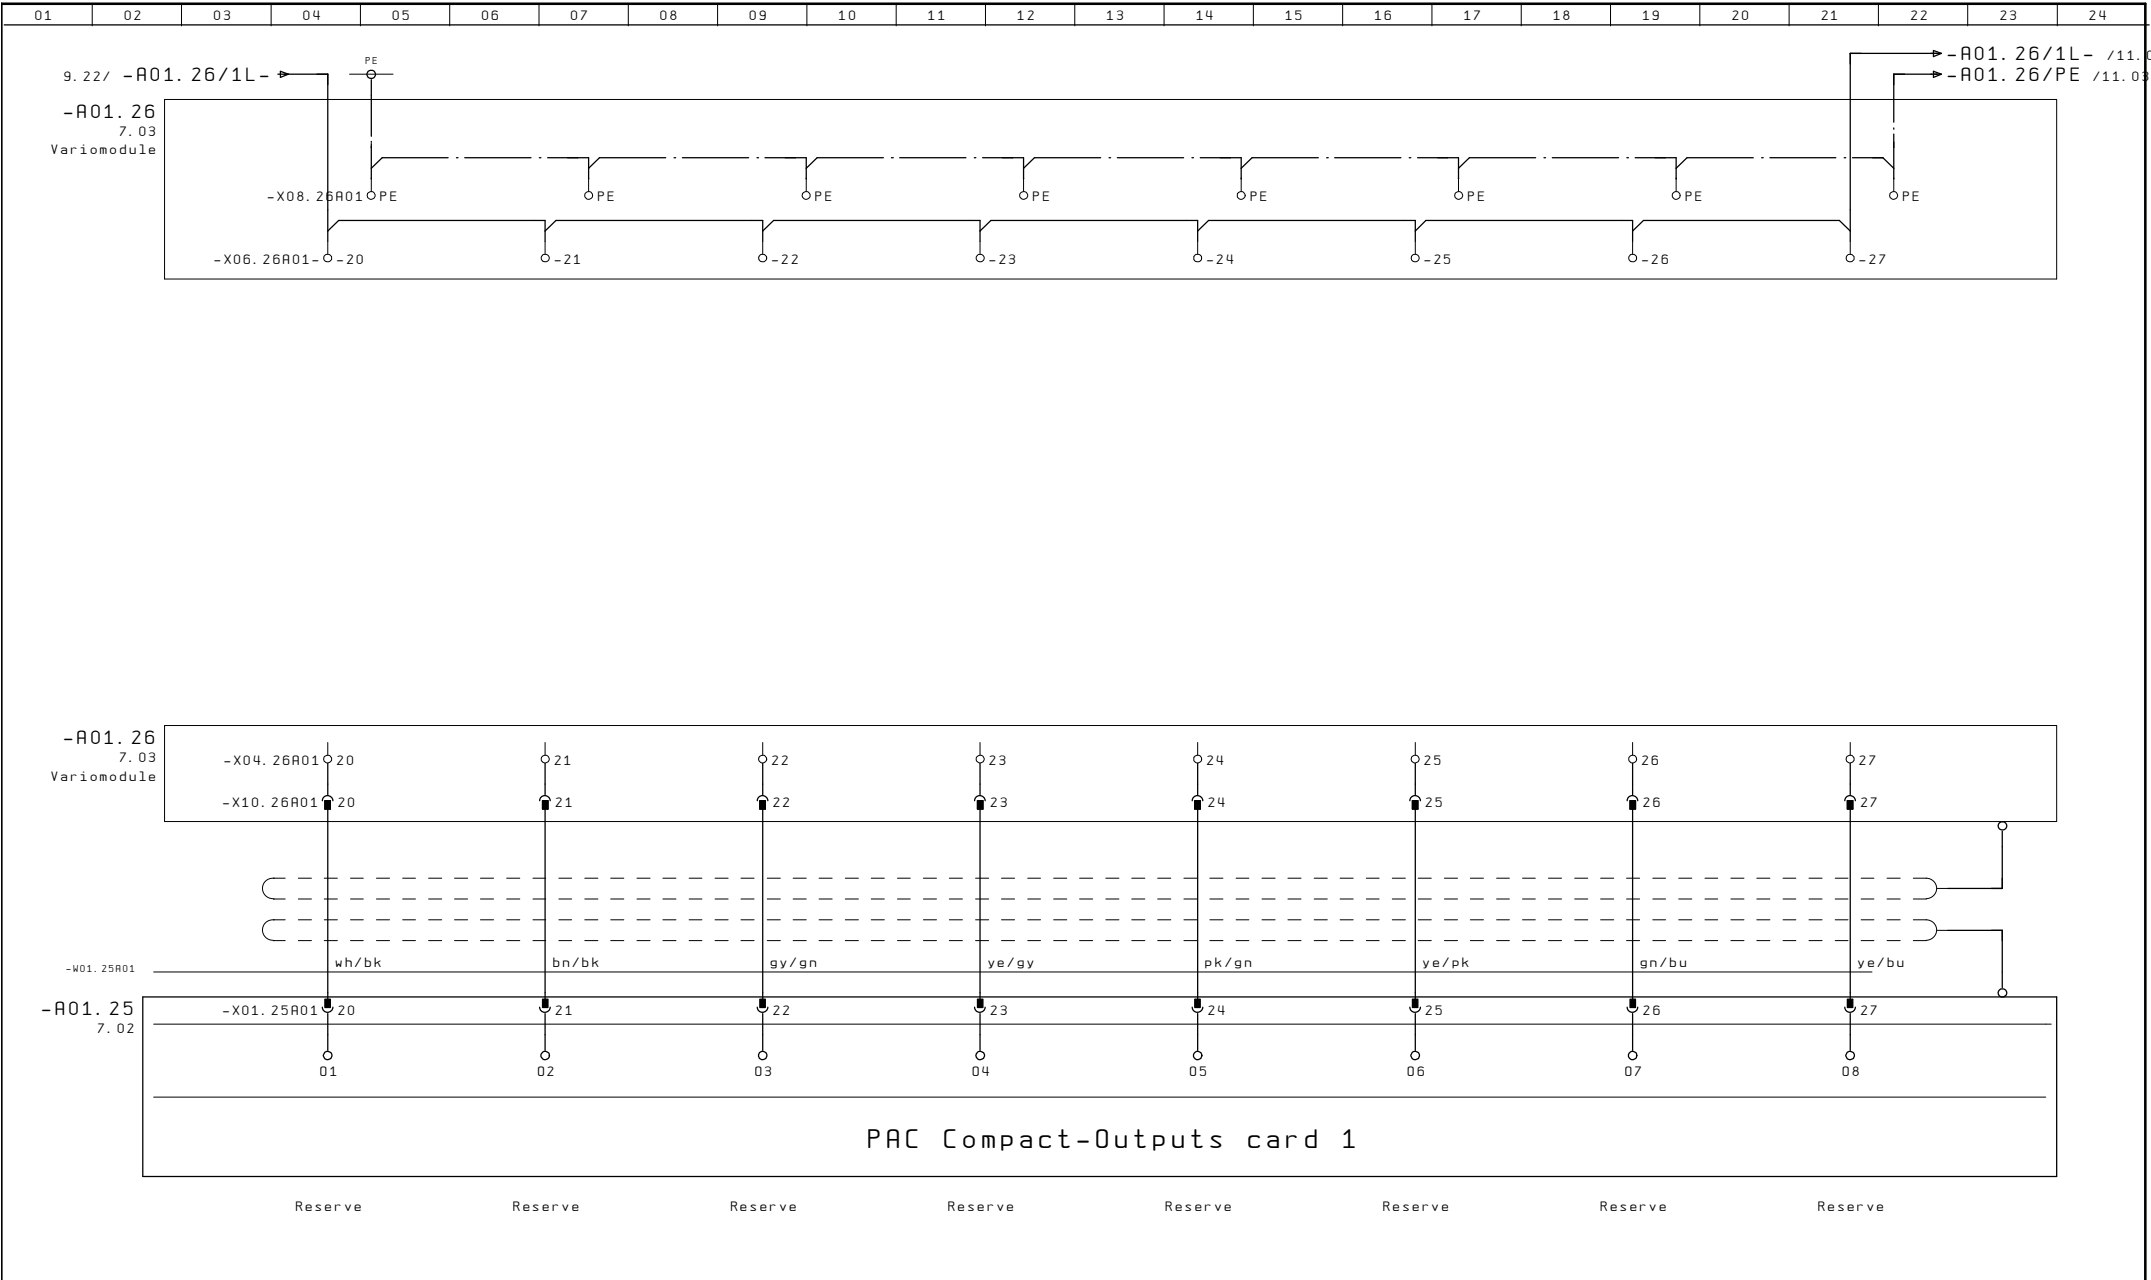 01 02 03 04 05 06 07 08 09 10 11 12 13 14 15 16 17 18 19 20 21 22 23 24
-A01.26/1L- /11.0
PE
9.22/ -A01.26/1L-
-A01.26/PE /11.03
-A01.26
7.03
Variomodule
-X08.26A01 PE PE PE PE PE PE PE PE
-X06.26A01- -20 -21 -22 -23 -24 -25 -26 -27
-A01.26
7.03
Variomodule
-X04.26A01 20 21 22 23 24 25 26 27
-X10.26A01 20 21 22 23 24 25 26 27
wh/bk bn/bk gy/gn ye/gy pk/gn ye/pk gn/bu ye/bu
-W01.25A01
-A01.25
7.02
-X01.25A01 20 21 22 23 24 25 26 27
01 02 03 04 05 06 07 08
PAC Compact-Outputs card 1
Reserve Reserve Reserve Reserve Reserve Reserve Reserve Reserve